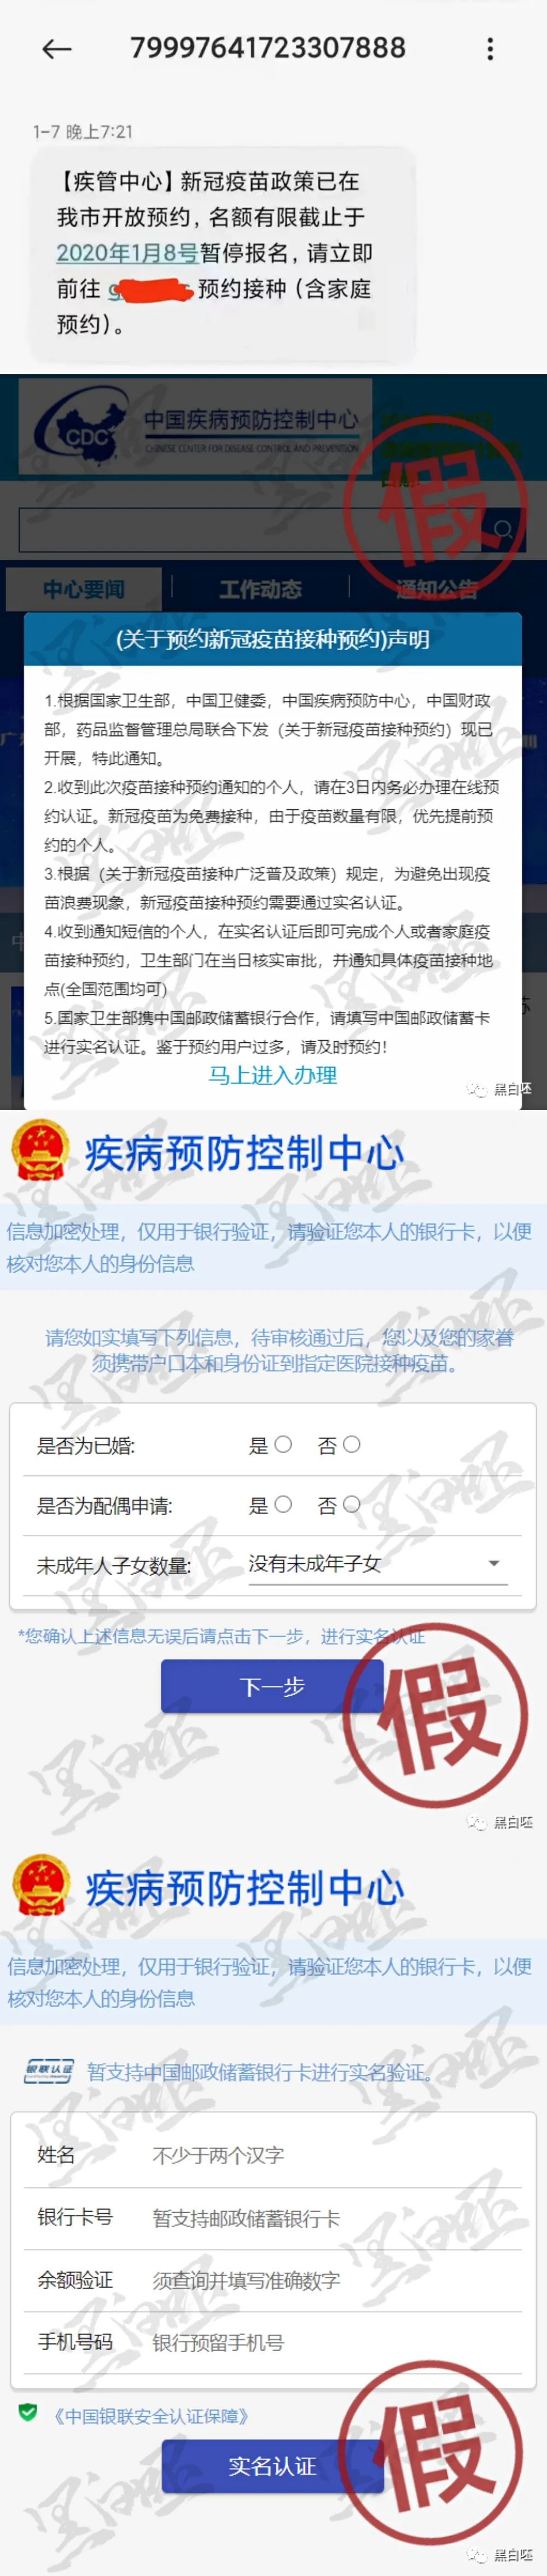 79997641723307888
1-7 晚上7:21
【疾管中心】新冠疫苗政策已在
我市开放预约，名额有限截止于
2020年1月8号暂停报名，请立即
前往 预约接种（含家庭
预约）。
CDC
中国疾病预防控制中心
CHINESE CENTER FOR DISEASE CONTROL AND PREVENTION
假
中心要闻
工作动态
通知公告
(关于预约新冠疫苗接种预约)声明
1.根据国家卫生部，中国卫健委，中国疾病预防中心，中国财政
部，药品监督管理总局联合下发（关于新冠疫苗接种预约）现已
开展，特此通知。
2.收到此次疫苗接种预约通知的个人，请在3日内务必办理在线预
约认证。新冠疫苗为免费接种，由于疫苗数量有限，优先提前预
约的个人。
3.根据（关于新冠疫苗接种广泛普及政策）规定，为避免出现疫
苗浪费现象，新冠疫苗接种预约需要通过实名认证。
4.收到通知短信的个人，在实名认证后即可完成个人或者家庭疫
苗接种预约，卫生部门在当日核实审批，并通知具体疫苗接种地
点(全国范围均可)
5.国家卫生部携中国邮政储蓄银行合作，请填写中国邮政储蓄卡
进行实名认证。鉴于预约用户过多，请及时预约！
马上进入办理
黑白呸
疾病预防控制中心
信息加密处理，仅用于银行验证，请验证您本人的银行卡，以便
核对您本人的身份信息
请您如实填写下列信息，待审核通过后，您以及您的家眷
须携带户口本和身份证到指定医院接种疫苗。
是否为已婚: 是 否
是否为配偶申请: 是 否
未成年人子女数量: 没有未成年子女
*您确认上述信息无误后请点击下一步，进行实名认证
下一步
假
黑白呸
疾病预防控制中心
信息加密处理，仅用于银行验证，请验证您本人的银行卡，以便
核对您本人的身份信息
银联认证
暂支持中国邮政储蓄银行卡进行实名验证。
姓名 不少于两个汉字
银行卡号 暂支持邮政储蓄银行卡
余额验证 须查询并填写准确数字
手机号码 银行预留手机号
《中国银联安全认证保障》
实名认证
假
黑白呸